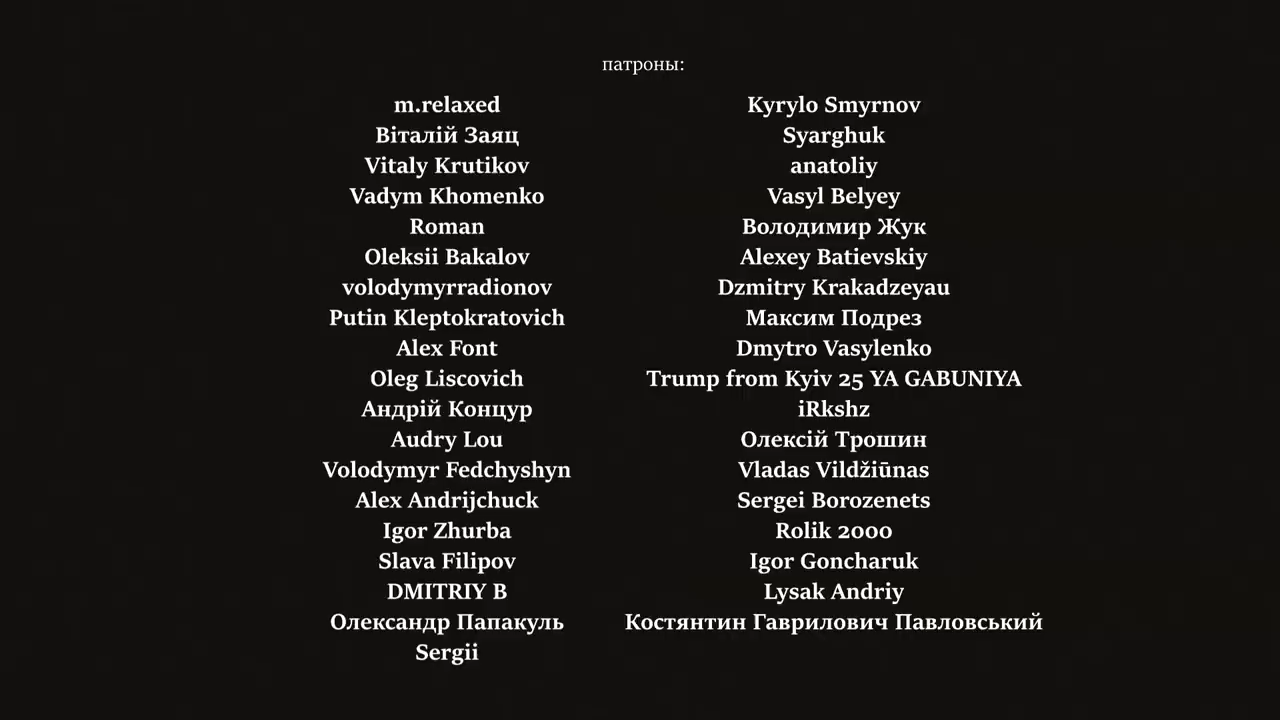 патроны:
m.relaxed
Віталій Заяц
Vitaly Krutikov
Vadym Khomenko
Roman
Oleksii Bakalov
volodymyrradionov
Putin Kleptokratovich
Alex Font
Oleg Liscovich
Андрій Концур
Audry Lou
Volodymyr Fedchyshyn
Alex Andrijchuck
Igor Zhurba
Slava Filipov
DMITRIY B
Олександр Папакуль
Sergii
Kyrylo Smyrnov
Syarghuk
anatoliy
Vasyl Belyey
Володимир Жук
Alexey Batievskiy
Dzmitry Krakadzeyau
Максим Подрез
Dmytro Vasylenko
Trump from Kyiv 25 YA GABUNIYA
iRkshz
Олексій Трошин
Vladas Vildžiūnas
Sergei Borozenets
Rolik 2000
Igor Goncharuk
Lysak Andriy
Костянтин Гаврилович Павловський